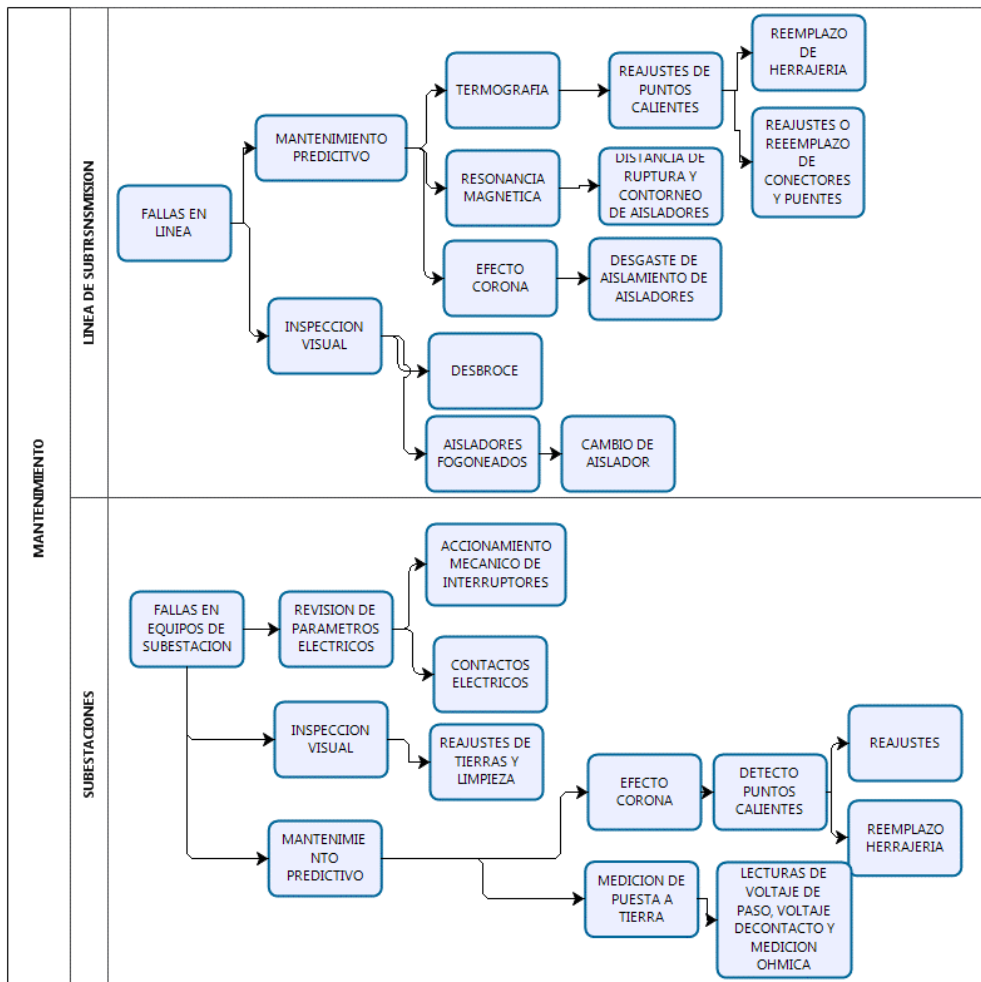 MANTENIMIENTO
LINEA DE SUBTRSNSMISION
FALLAS EN
LINEA
MANTENIMIENTO
PREDICITVO
TERMOGRAFIA
REAJUSTES DE
PUNTOS
CALIENTES
REEMPLAZO
DE
HERRAJERIA
REAJUSTES O
REEEMPLAZO
DE
CONECTORES
Y PUENTES
RESONANCIA
MAGNETICA
DISTANCIA DE
RUPTURA Y
CONTORNEO
DE AISLADORES
EFECTO
CORONA
DESGASTE DE
AISLAMIENTO DE
AISLADORES
INSPECCION
VISUAL
DESBROCE
AISLADORES
FOGONEADOS
CAMBIO DE
AISLADOR
SUBESTACIONES
FALLAS EN
EQUIPOS DE
SUBESTACION
REVISION DE
PARAMETROS
ELECTRICOS
ACCIONAMIENTO
MECANICO DE
INTERRUPTORES
CONTACTOS
ELECTRICOS
INSPECCION
VISUAL
REAJUSTES DE
TIERRAS Y
LIMPIEZA
MANTENIMIE
NTO
PREDICTIVO
EFECTO
CORONA
DETECTO
PUNTOS
CALIENTES
REAJUSTES
REEMPLAZO
HERRAJERIA
MEDICION DE
PUESTA A
TIERRA
LECTURAS DE
VOLTAJE DE
PASO, VOLTAJE
DECONTACTO Y
MEDICION
OHMICA